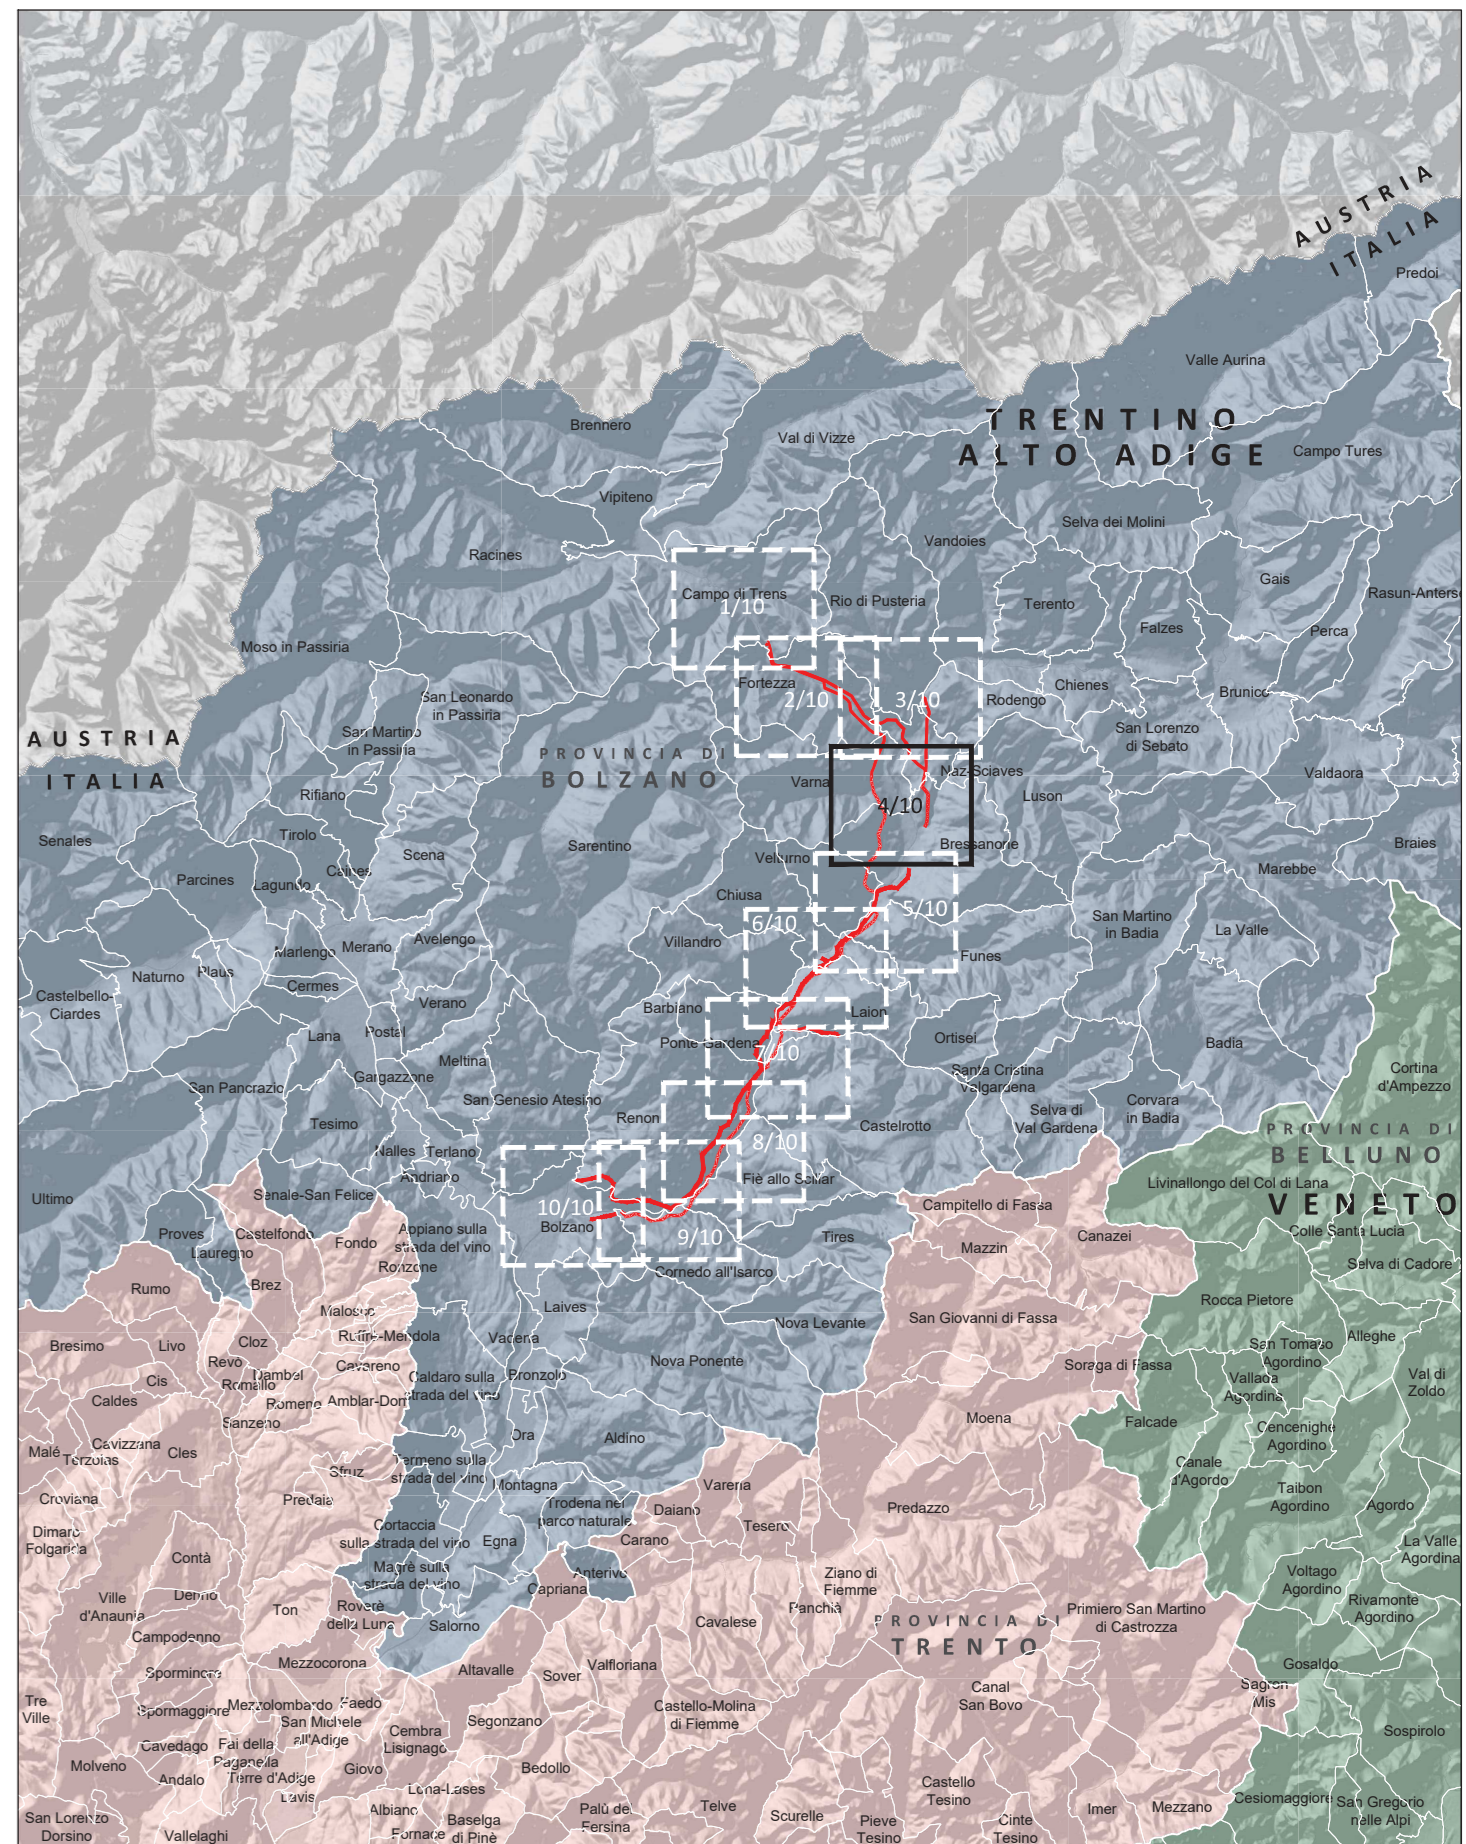 AUSTRIA
ITALIA
Predoi
Valle Aurina
TRENTINO
ALTO ADIGE
Brennero
Val di Vizze
Campo Tures
Vipiteno
Selva dei Molini
Racines
Vandoies
Gais
Campo di Trens
1/10
Rio di Pusteria
Terento
Rasun-Anterse
Falzes
Perca
Moso in Passiria
Fortezza
2/10
3/10
Rodengo
Chienes
Brunico
San Leonardo
in Passiria
San Martino
in Passiria
San Lorenzo
di Sebato
AUSTRIA
ITALIA
PROVINCIA DI
BOLZANO
Varna
Naz-Sciaves
Valdaora
Rifiano
4/10
Luson
Senales
Tirolo
Scena
Sarentino
Bressanone
Braies
Velturno
Marebbe
Parcines
Lagundo
Caines
Chiusa
5/10
6/10
San Martino
in Badia
La Valle
Villandro
Marlengo
Merano
Avelengo
Funes
Naturno
Plaus
Cermes
Castelbello-
Ciardes
Verano
Barbiano
Laion
Lana
Postal
Ponte Gardena
7/10
Ortisei
Badia
Meltina
Gargazzone
Santa Cristina
Valgardena
Cortina
d'Ampezzo
San Pancrazio
San Genesio Atesino
Renon
Selva di
Val Gardena
Corvara
in Badia
Tesimo
Castelrotto
8/10
PROVINCIA DI
BELLUNO
Nalles
Terlano
Andriano
Fiè allo Sciliar
Livinallongo del Col di Lana
VENETO
Ultimo
Senale-San Felice
10/10
Bolzano
9/10
Campitello di Fassa
Colle Santa Lucia
Proves
Lauregno
Castelfondo
Fondo
Appiano sulla
strada del vino
Ronzone
Tires
Mazzin
Canazei
Selva di Cadore
Cornedo all'Isarco
Rumo
Brez
Malosco
Laives
Nova Levante
San Giovanni di Fassa
Rocca Pietore
Alleghe
Bresimo
Livo
Cloz
Ruffrè-Mendola
Vadena
San Tomaso
Agordino
Revò
Cis
Romallo
Dambel
Cavareno
Caldaro sulla
strada del vino
Bronzolo
Nova Ponente
Soraga di Fassa
Vallada
Agordina
Val di
Zoldo
Caldes
Romeno
Amblar-Don
Sanzeno
Moena
Falcade
Cencenighe
Agordino
Malé
Terzolas
Cavizzana
Cles
Ora
Aldino
Termeno sulla
strada del vino
Sfruz
Canale
d'Agordo
Montagna
Varena
Croviana
Predaia
Trodena nel
parco naturale
Daiano
Predazzo
Taibon
Agordino
Agordo
Dimaro
Folgarida
Cortaccia
sulla strada del vino
Egna
Carano
Tesero
La Valle
Agordina
Contà
Magrè sulla
strada del vino
Anterivo
Capriana
Ziano di
Fiemme
Panchià
Voltago
Agordino
Ville
d'Anaunia
Denno
Ton
Roverè
della Luna
Rivamonte
Agordino
Campodenno
Salorno
Cavalese
PROVINCIA DI
TRENTO
Primiero San Martino
di Castrozza
Sporminore
Mezzocorona
Altavalle
Sover
Valfloriana
Gosaldo
Sagron
Mis
Tre
Ville
Spormaggiore
Mezzolombardo
Faedo
San Michele
all'Adige
Cembra
Lisignago
Segonzano
Castello-Molina
di Fiemme
Canal
San Bovo
Sospirolo
Cavedago
Fai della
Paganella
Molveno
Andalo
Terre d'Adige
Giovo
Bedollo
Lavis
Lona-Lases
Albiano
Fornace
Baselga
di Pinè
Palù del
Fersina
Telve
Scurelle
Castello
Tesino
Pieve
Tesino
Cinte
Tesino
Imer
Mezzano
Cesiomaggiore
San Gregorio
nelle Alpi
San Lorenzo
Dorsino
Vallelaghi